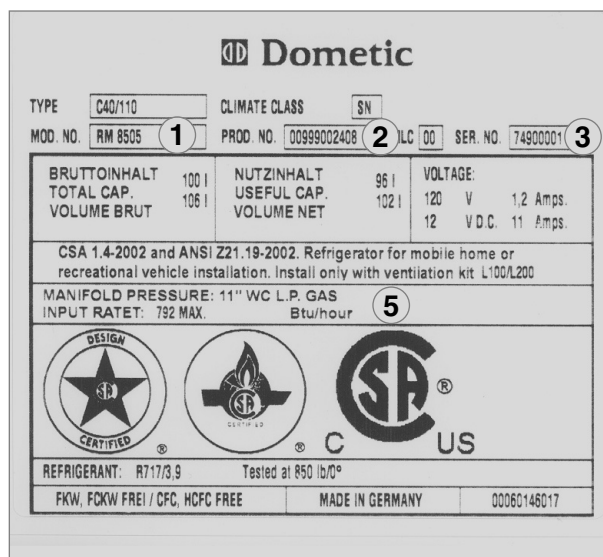 Dometic
TYPE C40/110 CLIMATE CLASS SN
MOD. NO. RM 8505 1 PROD. NO. 00999002408 2 LC 00 SER. NO. 74900001 3
BRUTTOINHALT 100 l NUTZINHALT 96 l VOLTAGE:
TOTAL CAP. 106 l USEFUL CAP. 102 l 120 V 1,2 Amps.
VOLUME BRUT VOLUME NET 12 V D.C. 11 Amps.
CSA 1.4-2002 and ANSI Z21.19-2002. Refrigerator for mobile home or
recreational vehicle installation. Install only with ventilation kit L100/L200
MANIFOLD PRESSURE: 11" WC L.P. GAS
INPUT RATET: 792 MAX. Btu/hour 5
DESIGN
SA
CERTIFIED ®
SA
CERTIFIED
®
C SA ® US
REFRIGERANT: R717/3,9 Tested at 850 lb/0°
FKW, FCKW FREI / CFC, HCFC FREE MADE IN GERMANY 00060146017